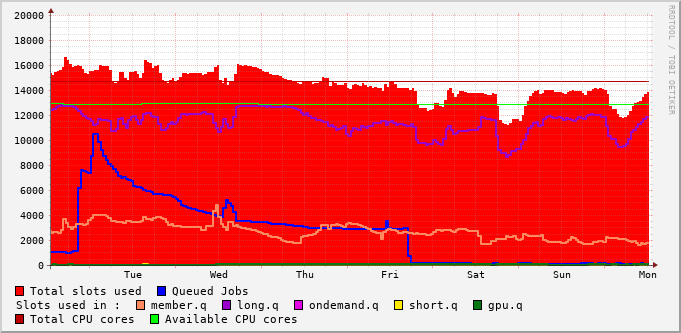 20000
18000
16000
14000
12000
10000
8000
6000
4000
2000
0
Tue Wed Thu Fri Sat Sun Mon
RRDTOOL / TOBI OETIKER
Total slots used Queued Jobs
Slots used in : member.q long.q ondemand.q short.q gpu.q
Total CPU cores Available CPU cores